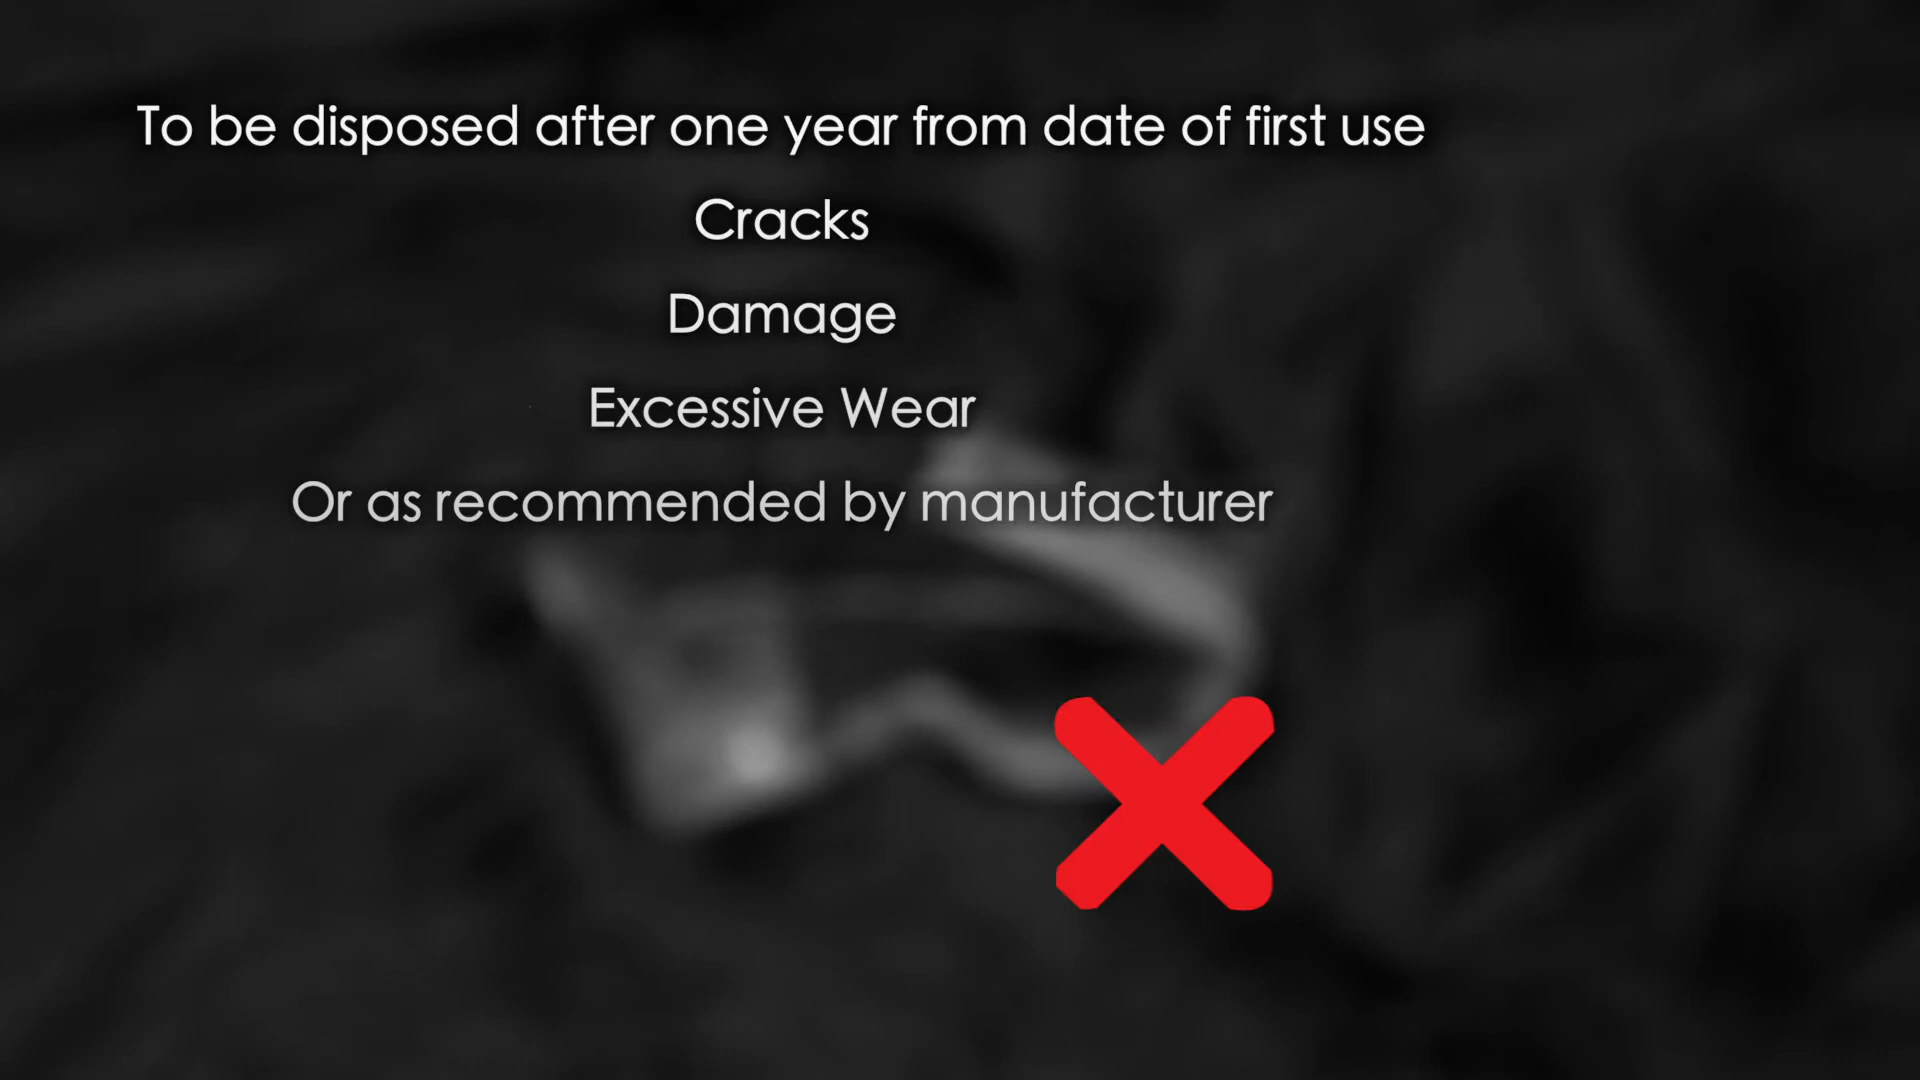 To be disposed after one year from date of first use
Cracks
Damage
Excessive Wear
Or as recommended by manufacturer